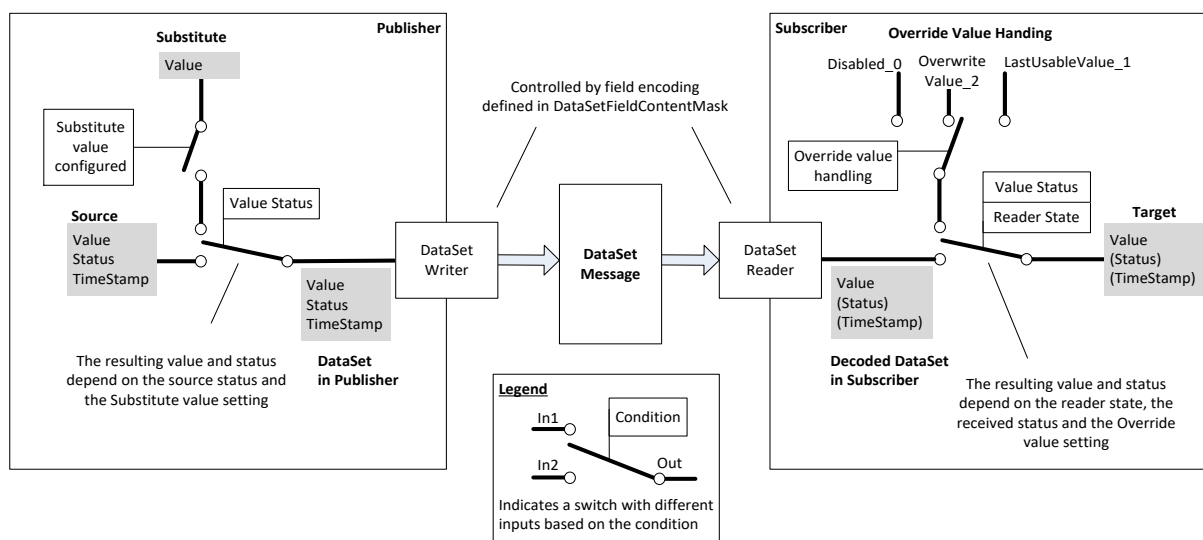 Publisher
Substitute
Value
Substitute
value
configured
Value Status
Source
Value
Status
TimeStamp
DataSet
Writer
Value
Status
TimeStamp
The resulting value and status
depend on the source status and
the Substitute value setting
DataSet
in Publisher
Controlled by field encoding
defined in DataSetFieldContentMask
DataSet
Message
Subscriber
Override Value Handing
Disabled_0
Overwrite
Value_2
LastUsableValue_1
Override value
handling
Value Status
Reader State
Target
Value
(Status)
(TimeStamp)
DataSet
Reader
Value
(Status)
(TimeStamp)
Decoded DataSet
in Subscriber
The resulting value and status
depend on the reader state, the
received status and the Override
value setting
Legend
In1
Condition
In2
Out
Indicates a switch with different
inputs based on the condition